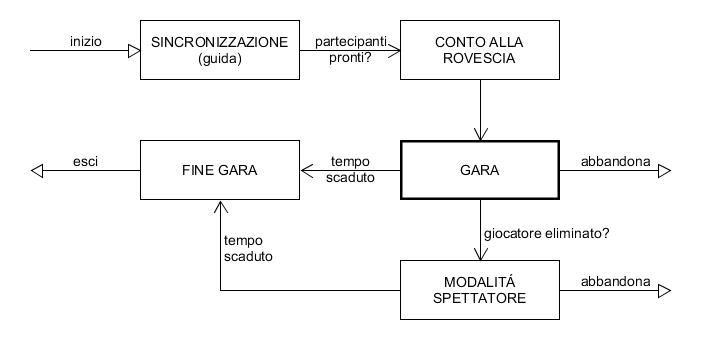 inizio
SINCRONIZZAZIONE
(guida)
partecipanti
pronti?
CONTO ALLA
ROVESCIA
esci
FINE GARA
tempo
scaduto
GARA
abbandona
giocatore eliminato?
tempo
scaduto
MODALITÁ
SPETTATORE
abbandona